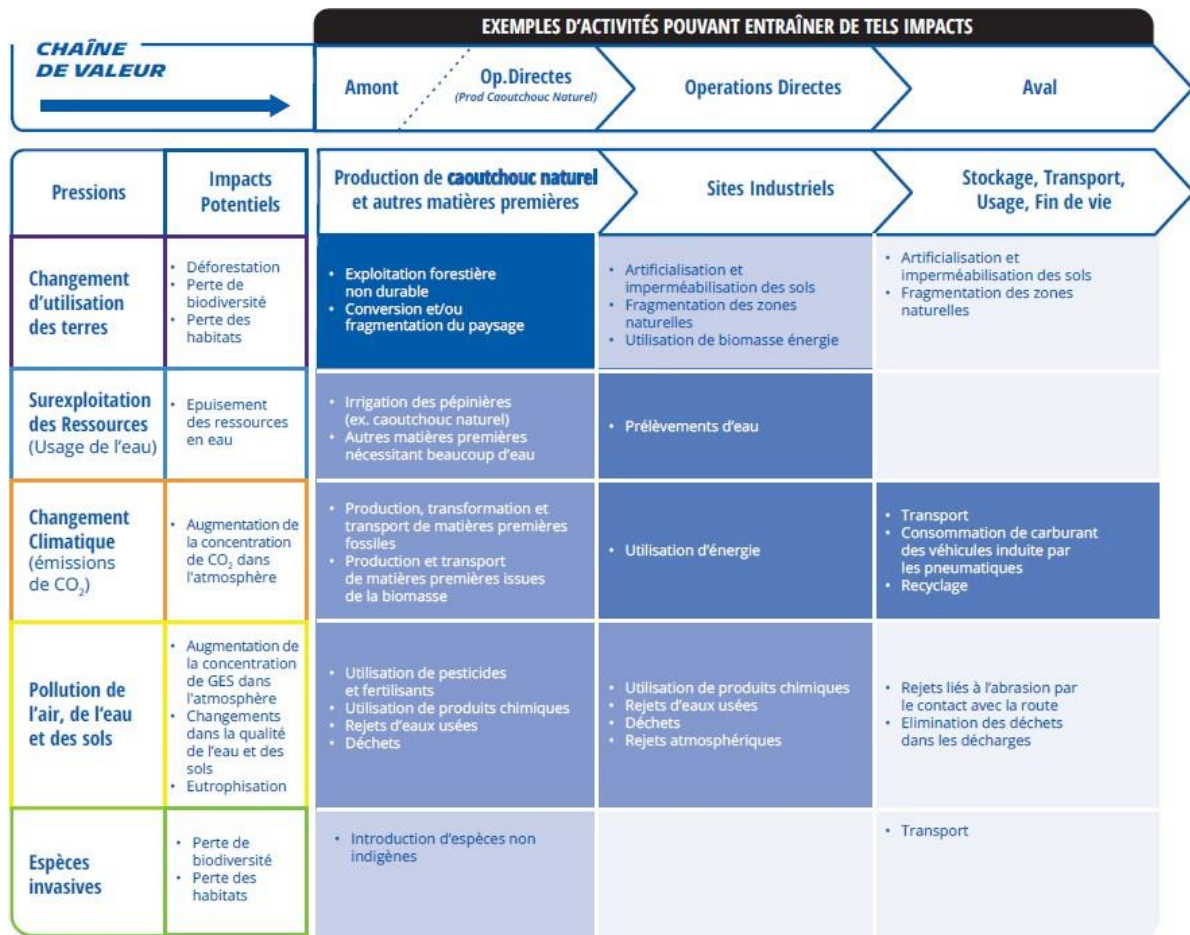 EXEMPLES D'ACTIVITÉS POUVANT ENTRAÎNER DE TELS IMPACTS
CHAÎNE
DE VALEUR
Amont
Op.Directes
(Prod Caoutchouc Naturel)
Operations Directes
Aval
Pressions
Impacts
Potentiels
Production de caoutchouc naturel
et autres matières premières
Sites Industriels
Stockage, Transport,
Usage, Fin de vie
Changement
d'utilisation
des terres
• Déforestation
• Perte de
biodiversité
• Perte des
habitats
• Exploitation forestière
non durable
• Conversion et/ou
fragmentation du paysage
• Artificialisation et
imperméabilisation des sols
• Fragmentation des zones
naturelles
• Utilisation de biomasse énergie
• Artificialisation et
imperméabilisation des sols
• Fragmentation des zones
naturelles
Surexploitation
des Ressources
(Usage de l'eau)
• Epuisement
des ressources
en eau
• Irrigation des pépinières
(ex. caoutchouc naturel)
• Autres matières premières
nécessitant beaucoup d'eau
• Prélèvements d'eau
Changement
Climatique
(émissions
de CO₂)
• Augmentation de
la concentration
de CO₂ dans
l'atmosphère
• Production, transformation et
transport de matières premières
fossiles
• Production et transport
de matières premières issues
de la biomasse
• Utilisation d'énergie
• Transport
• Consommation de carburant
des véhicules induite par
les pneumatiques
• Recyclage
Pollution de
l'air, de l'eau
et des sols
• Augmentation de
la concentration
de GES dans
l'atmosphère
• Changements
dans la qualité
de l'eau et des
sols
• Eutrophisation
• Utilisation de pesticides
et fertilisants
• Utilisation de produits chimiques
• Rejets d'eaux usées
• Déchets
• Utilisation de produits chimiques
• Rejets d'eaux usées
• Déchets
• Rejets atmosphériques
• Rejets liés à l'abrasion par
le contact avec la route
• Elimination des déchets
dans les décharges
Espèces
invasives
• Perte de
biodiversité
• Perte des
habitats
• Introduction d'espèces non
indigènes
• Transport